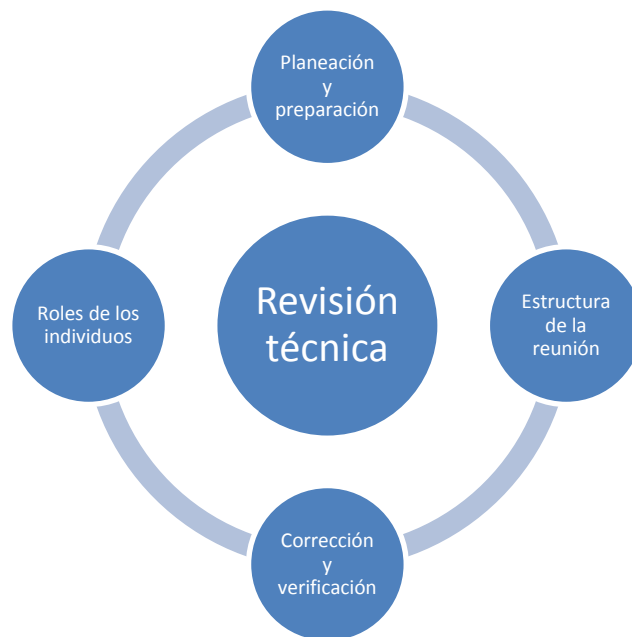 Planeación
y
preparación
Revisión
técnica
Estructura
de la
reunión
Roles de los
individuos
Corrección
y
verificación